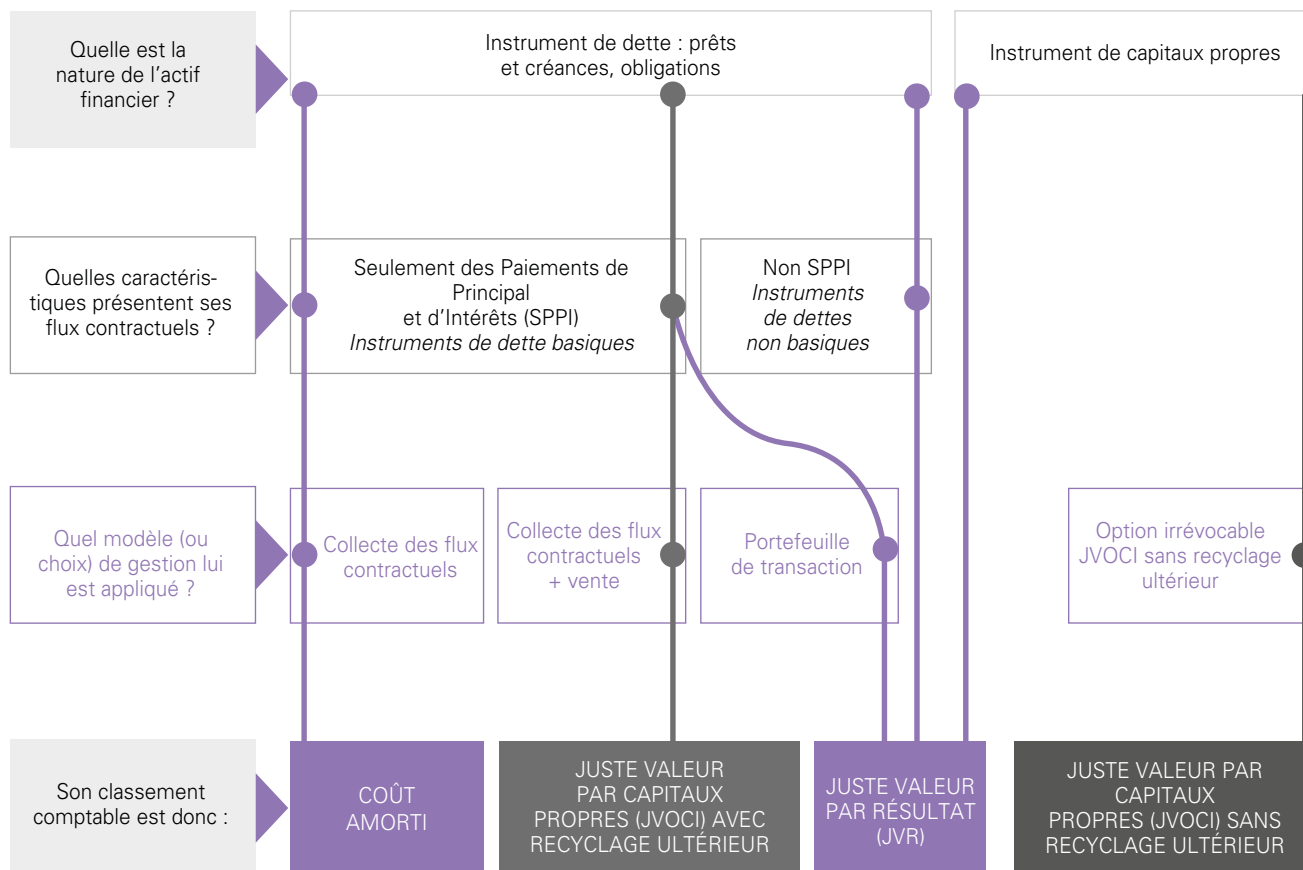 Quelle est la
nature de l'actif
financier ?
Instrument de dette : prêts
et créances, obligations
Instrument de capitaux propres
Quelles caractéris-
tiques présentent ses
flux contractuels ?
Seulement des Paiements de
Principal
et d'Intérêts (SPPI)
Instruments de dette basiques
Non SPPI
Instruments
de dettes
non basiques
Quel modèle (ou
choix) de gestion lui
est appliqué ?
Collecte des flux
contractuels
Collecte des flux
contractuels
+ vente
Portefeuille
de transaction
Option irrévocable
JVOCI sans recyclage
ultérieur
Son classement
comptable est donc :
COÛT
AMORTI
JUSTE VALEUR
PAR CAPITAUX
PROPRES (JVOCI) AVEC
RECYCLAGE ULTÉRIEUR
JUSTE VALEUR
PAR RÉSULTAT
(JVR)
JUSTE VALEUR PAR
CAPITAUX
PROPRES (JVOCI) SANS
RECYCLAGE ULTÉRIEUR